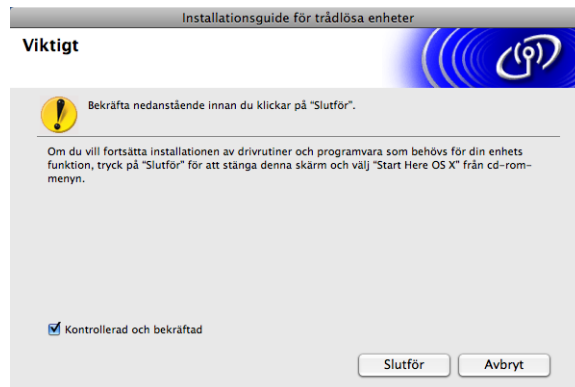 Installationsguide för trådlösa enheter
Viktigt
Bekräfta nedanstående innan du klickar på “Slutför”.
Om du vill fortsätta installationen av drivrutiner och programvara som behövs för din enhets
funktion, tryck på “Slutför” för att stänga denna skärm och välj “Start Here OS X” från cd-rom-
menyn.
Kontrollerad och bekräftad
Slutför
Avbryt